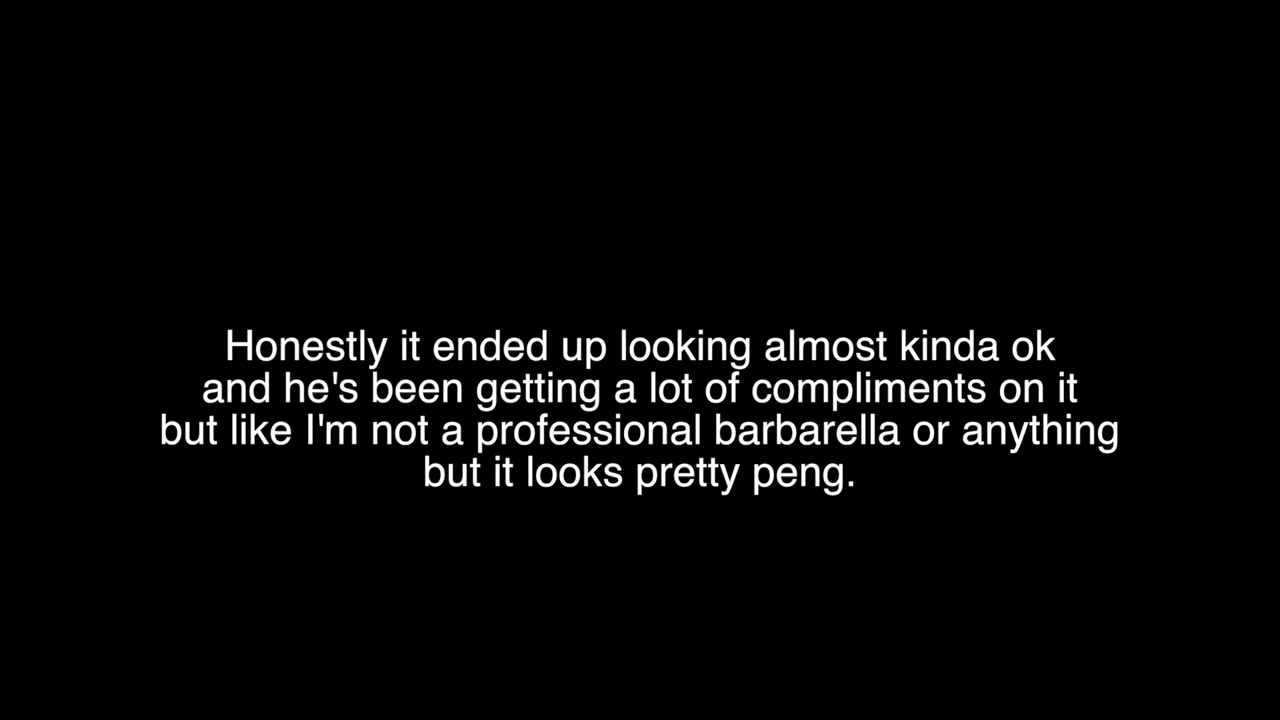 Honestly it ended up looking almost kinda ok
and he's been getting a lot of compliments on it
but like I'm not a professional barbarella or anything
but it looks pretty peng.